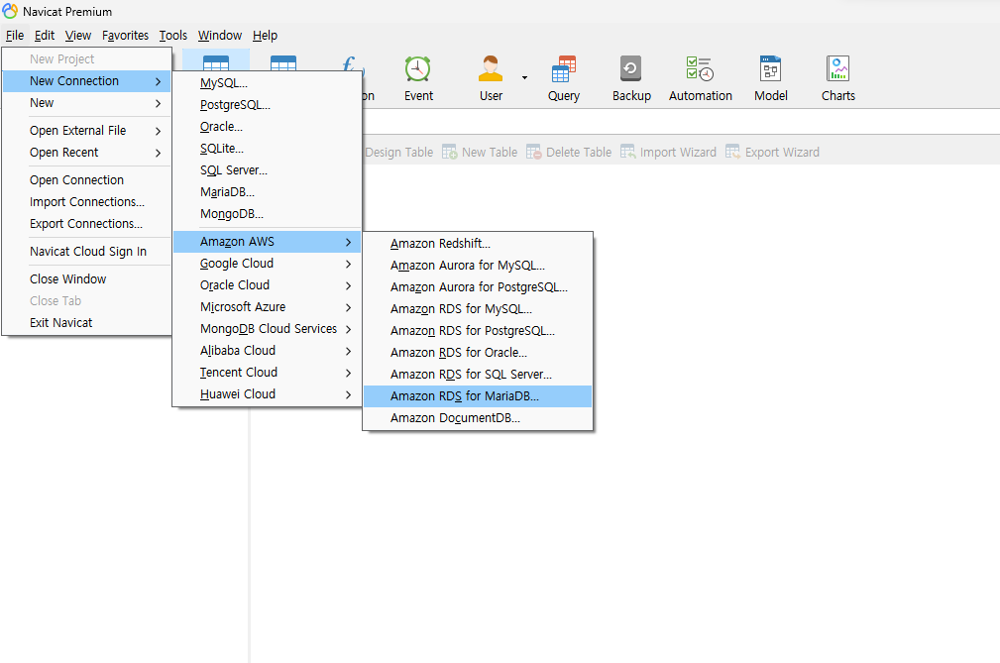 Navicat Premium
File Edit View Favorites Tools Window Help
New Project
New Connection
New
Open External File
Open Recent
Open Connection
Import Connections...
Export Connections...
Navicat Cloud Sign In
Close Window
Close Tab
Exit Navicat
MySQL...
PostgreSQL...
Oracle...
SQLite...
SQL Server...
MariaDB...
MongoDB...
Amazon AWS
Google Cloud
Oracle Cloud
Microsoft Azure
MongoDB Cloud Services
Alibaba Cloud
Tencent Cloud
Huawei Cloud
Amazon Redshift...
Amazon Aurora for MySQL...
Amazon Aurora for PostgreSQL...
Amazon RDS for MySQL...
Amazon RDS for PostgreSQL...
Amazon RDS for Oracle...
Amazon RDS for SQL Server...
Amazon RDS for MariaDB...
Amazon DocumentDB...
Event User Query Backup Automation Model Charts
Design Table New Table Delete Table Import Wizard Export Wizard